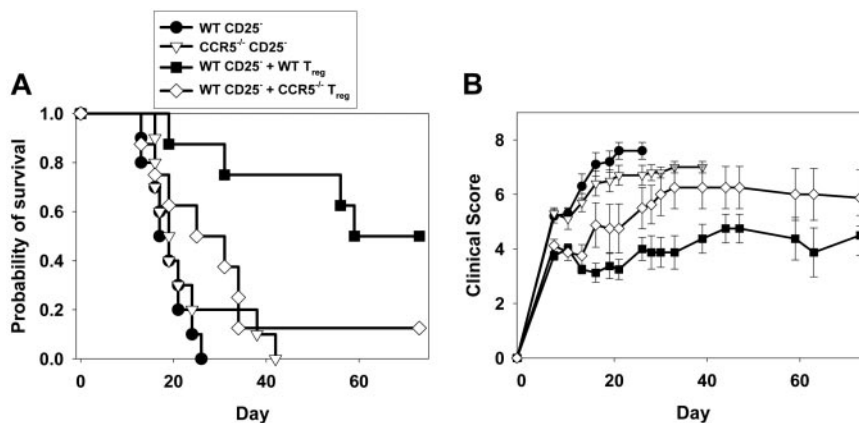 WT CD25⁻
CCR5⁻/⁻ CD25⁻
WT CD25⁻ + WT Treg
WT CD25⁻ + CCR5⁻/⁻ Treg
A
Probability of survival
1.0
0.8
0.6
0.4
0.2
0.0
0 20 40 60
Day
B
Clinical Score
8
6
4
2
0
0 20 40 60
Day